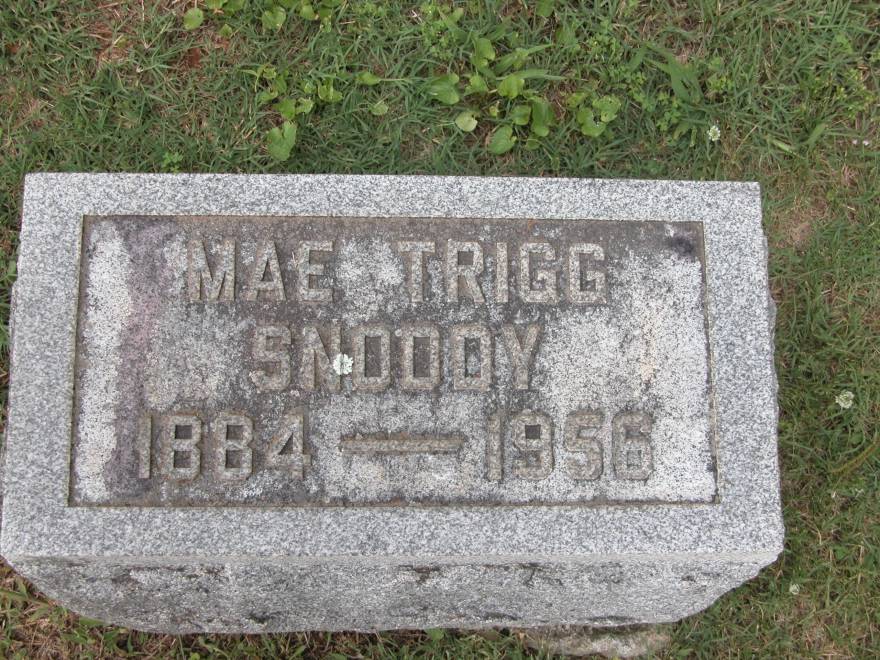 MAE TRIGG
SNODDY
1884 — 1956